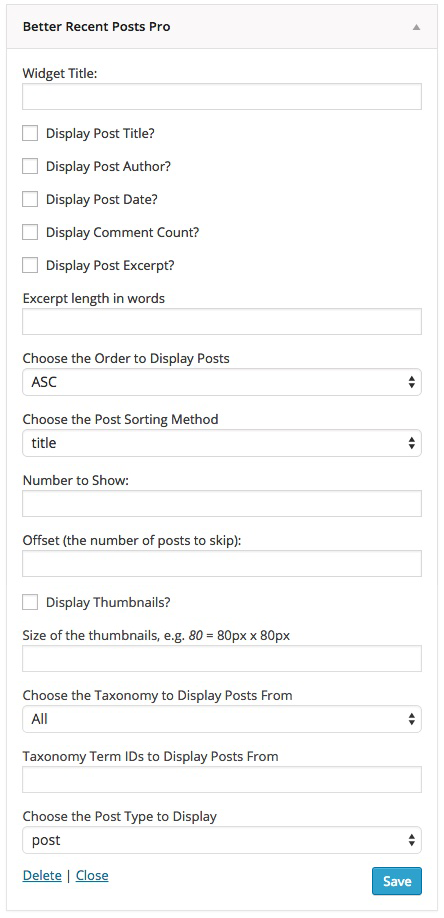 Better Recent Posts Pro
Widget Title:
Display Post Title?
Display Post Author?
Display Post Date?
Display Comment Count?
Display Post Excerpt?
Excerpt length in words
Choose the Order to Display Posts
ASC
Choose the Post Sorting Method
title
Number to Show:
Offset (the number of posts to skip):
Display Thumbnails?
Size of the thumbnails, e.g. 80 = 80px x 80px
Choose the Taxonomy to Display Posts From
All
Taxonomy Term IDs to Display Posts From
Choose the Post Type to Display
post
Delete | Close
Save